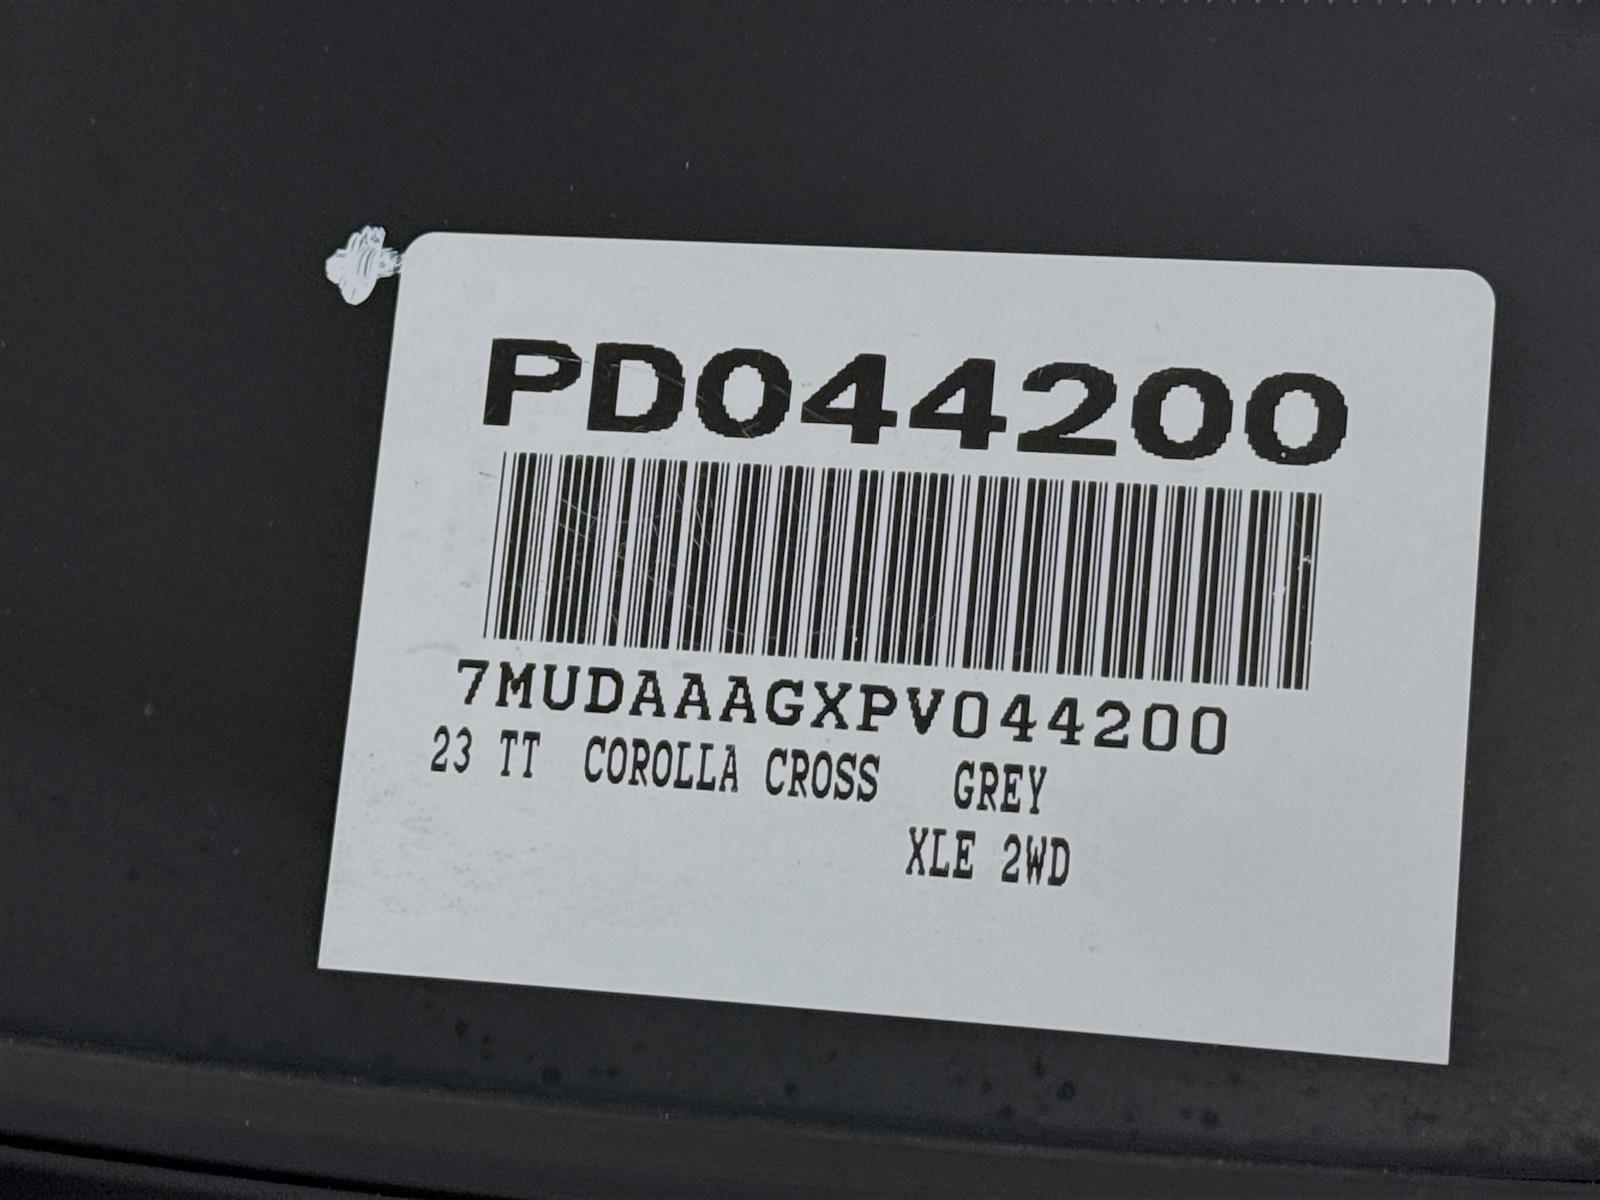 PD044200
7MUDAAAGXPV044200
23 TT COROLLA CROSS GREY
XLE 2WD